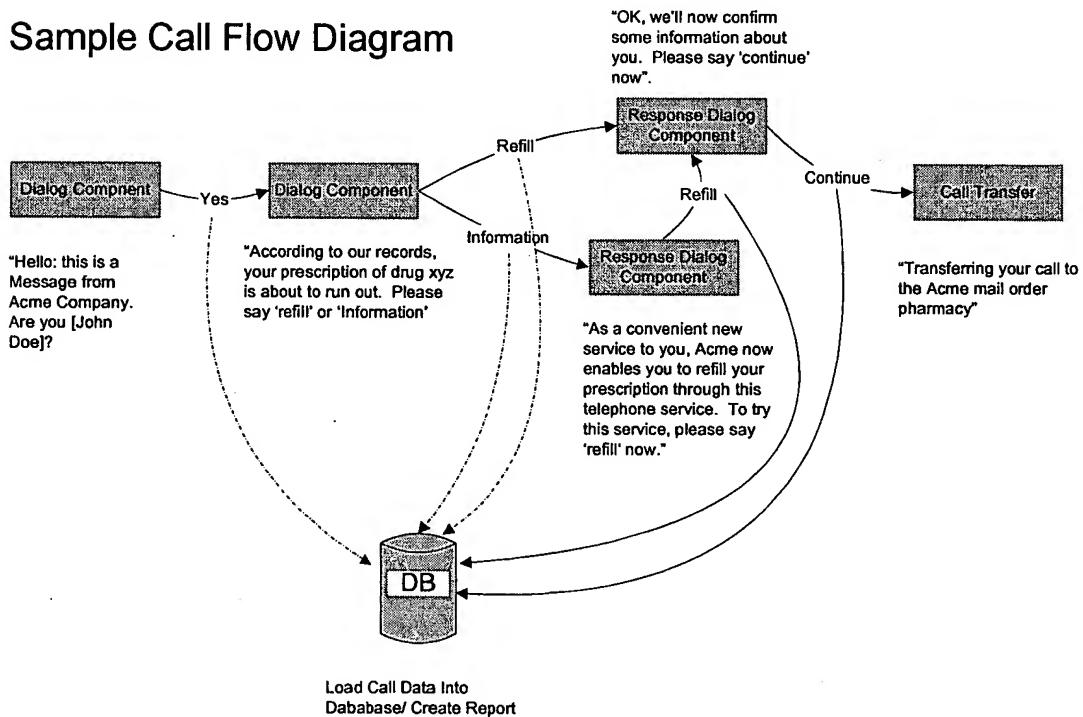 Sample Call Flow Diagram
"OK, we'll now confirm
some information about
you. Please say 'continue'
now".
Response Dialog
Component
Refill
Continue
Dialog Compnent
Yes
Dialog Component
Refill
Call Transfer
Information
Response Dialog
Component
"Hello: this is a
Message from
Acme Company.
Are you [John
Doe]?
"According to our records,
your prescription of drug xyz
is about to run out. Please
say 'refill' or 'Information'
"Transferring your call to
the Acme mail order
pharmacy"
"As a convenient new
service to you, Acme now
enables you to refill your
prescription through this
telephone service. To try
this service, please say
'refill' now."
DB
Load Call Data Into
Dababase/ Create Report